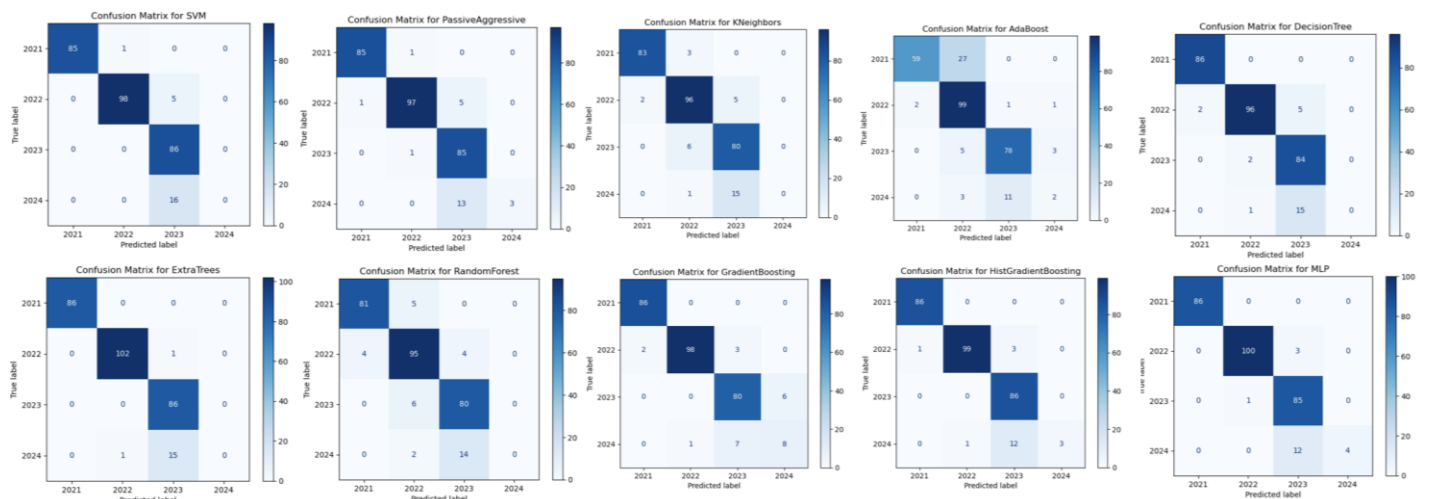 Confusion Matrix for SVM
2021 85 1 0 0
2022 0 98 5 0
2023 0 0 86 0
2024 0 0 16 0
2021 2022 2023 2024
Predicted label
True label
80
60
40
20
0
Confusion Matrix for PassiveAggressive
2021 85 1 0 0
2022 1 97 5 0
2023 0 1 85 0
2024 0 0 13 3
2021 2022 2023 2024
Predicted label
True label
80
60
40
20
0
Confusion Matrix for KNeighbors
2021 83 3 0 0
2022 2 96 5 0
2023 0 6 80 0
2024 0 1 15 0
2021 2022 2023 2024
Predicted label
True label
80
60
40
20
0
Confusion Matrix for AdaBoost
2021 59 27 0 0
2022 2 99 1 1
2023 0 5 78 3
2024 0 3 11 2
2021 2022 2023 2024
Predicted label
True label
80
60
40
20
0
Confusion Matrix for DecisionTree
2021 86 0 0 0
2022 2 96 5 0
2023 0 2 84 0
2024 0 1 15 0
2021 2022 2023 2024
Predicted label
True label
80
60
40
20
0
Confusion Matrix for ExtraTrees
2021 86 0 0 0
2022 0 102 1 0
2023 0 0 86 0
2024 0 1 15 0
2021 2022 2023 2024
Predicted label
True label
100
80
60
40
20
0
Confusion Matrix for RandomForest
2021 81 5 0 0
2022 4 95 4 0
2023 0 6 80 0
2024 0 2 14 0
2021 2022 2023 2024
Predicted label
True label
80
60
40
20
0
Confusion Matrix for GradientBoosting
2021 86 0 0 0
2022 2 98 3 0
2023 0 0 80 6
2024 0 1 7 8
2021 2022 2023 2024
Predicted label
True label
80
60
40
20
0
Confusion Matrix for HistGradientBoosting
2021 86 0 0 0
2022 1 99 3 0
2023 0 0 86 0
2024 0 1 12 3
2021 2022 2023 2024
Predicted label
True label
80
60
40
20
0
Confusion Matrix for MLP
2021 86 0 0 0
2022 0 100 3 0
2023 0 1 85 0
2024 0 0 12 4
2021 2022 2023 2024
Predicted label
100
80
60
40
20
0